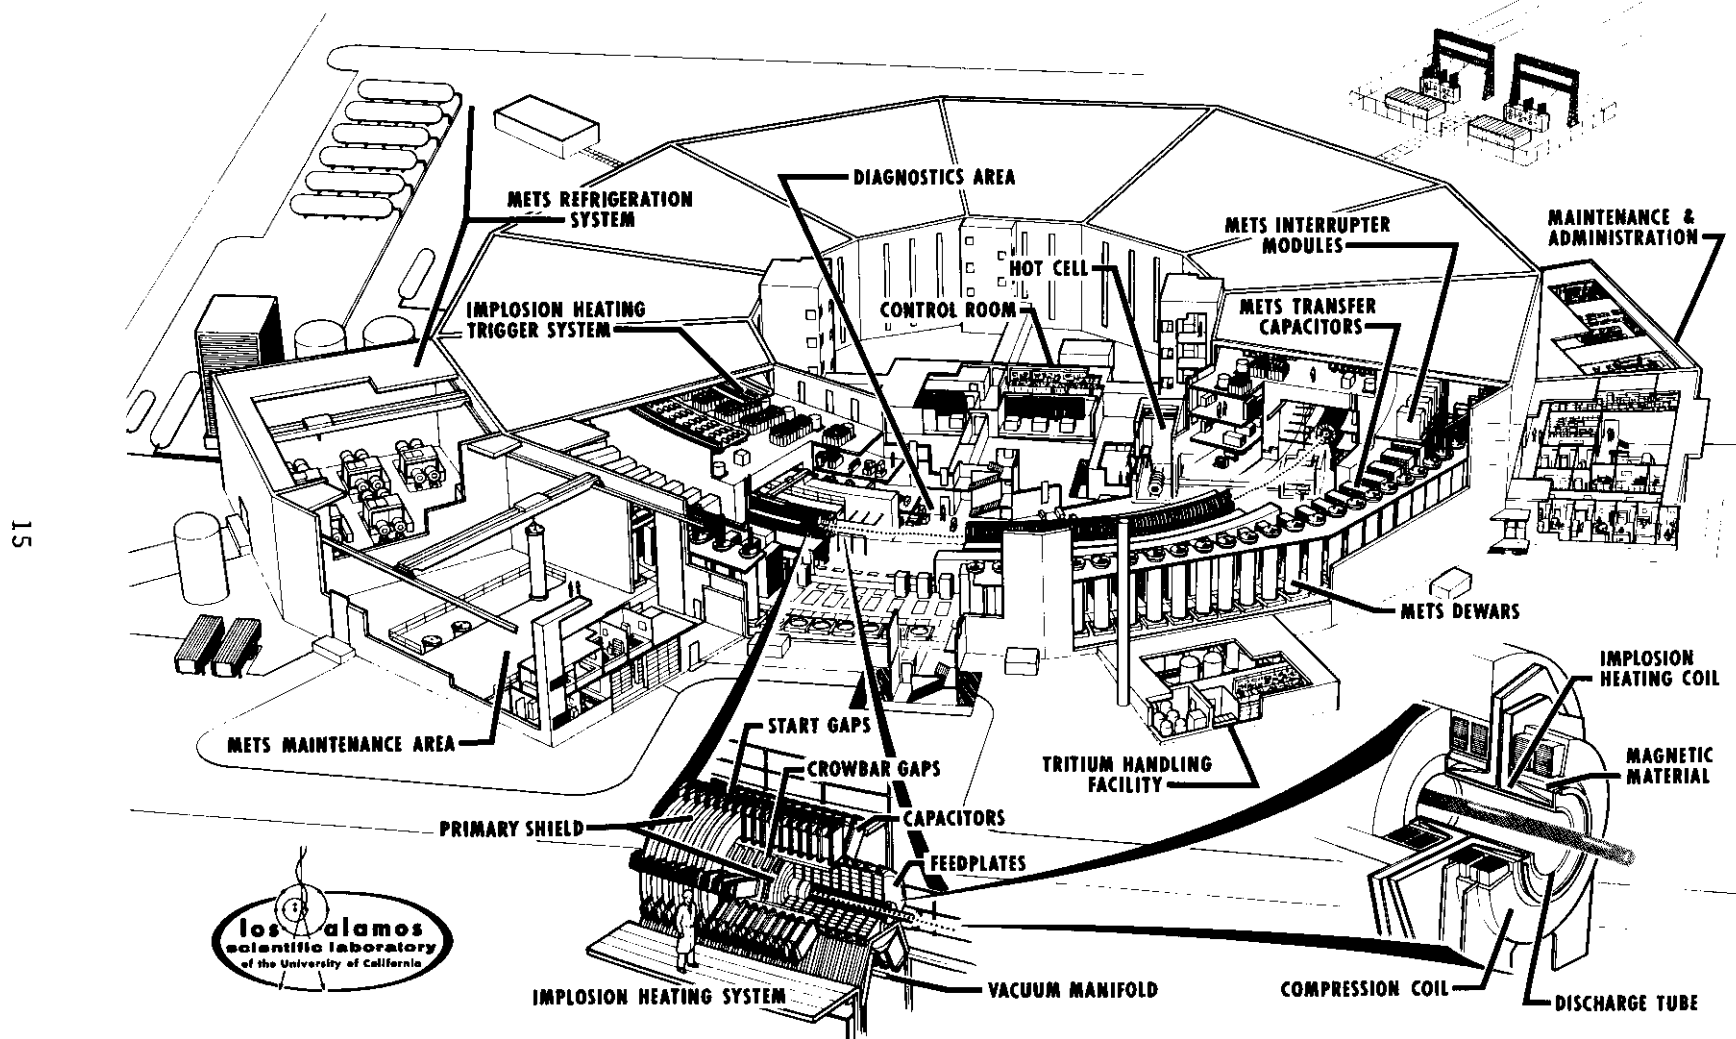 DIAGNOSTICS AREA
METS REFRIGERATION
SYSTEM
METS INTERRUPTER
MODULES
MAINTENANCE &
ADMINISTRATION
HOT CELL
IMPLOSION HEATING
TRIGGER SYSTEM
CONTROL ROOM
METS TRANSFER
CAPACITORS
15
METS DEWARS
IMPLOSION
HEATING COIL
METS MAINTENANCE AREA
START GAPS
CROWBAR GAPS
TRITIUM HANDLING
FACILITY
MAGNETIC
MATERIAL
PRIMARY SHIELD
CAPACITORS
FEEDPLATES
los alamos
scientific laboratory
of the University of California
IMPLOSION HEATING SYSTEM
VACUUM MANIFOLD
COMPRESSION COIL
DISCHARGE TUBE